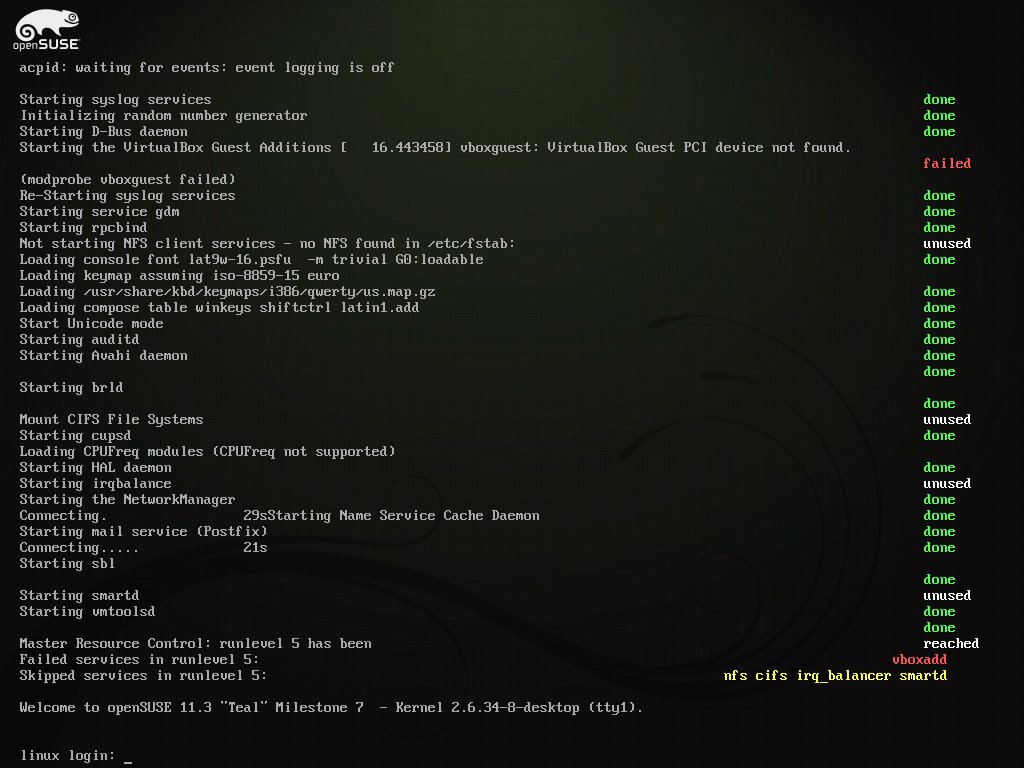 openSUSE
acpid: waiting for events: event logging is off
Starting syslog services done
Initializing random number generator done
Starting D-Bus daemon done
Starting the VirtualBox Guest Additions [   16.443458] vboxguest: VirtualBox Guest PCI device not found.
failed
(modprobe vboxguest failed)
Re-Starting syslog services done
Starting service gdm done
Starting rpcbind done
Not starting NFS client services - no NFS found in /etc/fstab: unused
Loading console font lat9w-16.psfu  -m trivial G0:loadable done
Loading keymap assuming iso-8859-15 euro
Loading /usr/share/kbd/keymaps/i386/qwerty/us.map.gz done
Loading compose table winkeys shiftctrl latin1.add done
Start Unicode mode done
Starting auditd done
Starting Avahi daemon done
done
Starting brld
done
Mount CIFS File Systems unused
Starting cupsd done
Loading CPUFreq modules (CPUFreq not supported)
Starting HAL daemon done
Starting irqbalance unused
Starting the NetworkManager done
Connecting. 29sStarting Name Service Cache Daemon done
Starting mail service (Postfix) done
Connecting..... 21s done
Starting sbl
done
Starting smartd unused
Starting vmtoolsd done
done
Master Resource Control: runlevel 5 has been reached
Failed services in runlevel 5: vboxadd
Skipped services in runlevel 5: nfs cifs irq_balancer smartd
Welcome to openSUSE 11.3 "Teal" Milestone 7  - Kernel 2.6.34-8-desktop (tty1).
linux login: _